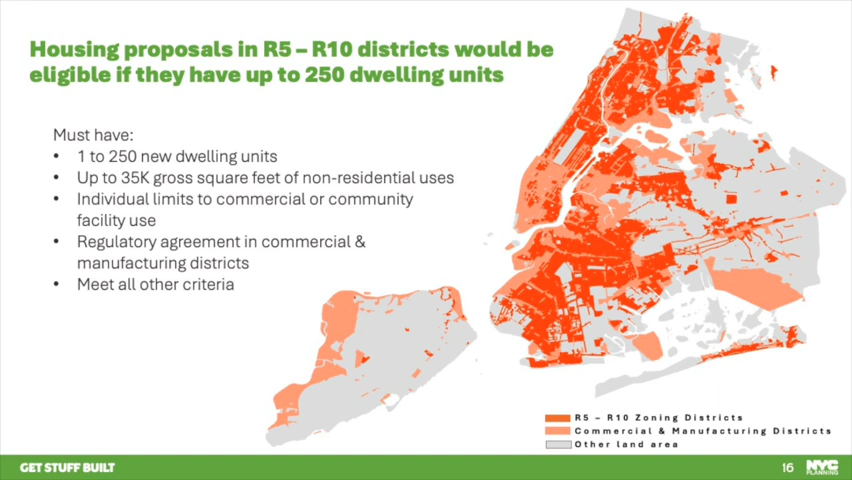 Housing proposals in R5 – R10 districts would be
eligible if they have up to 250 dwelling units
Must have:
• 1 to 250 new dwelling units
• Up to 35K gross square feet of non-residential uses
• Individual limits to commercial or community
facility use
• Regulatory agreement in commercial &
manufacturing districts
• Meet all other criteria
R5 – R10 Zoning Districts
Commercial & Manufacturing Districts
Other land area
GET STUFF BUILT
16
NYC
PLANNING